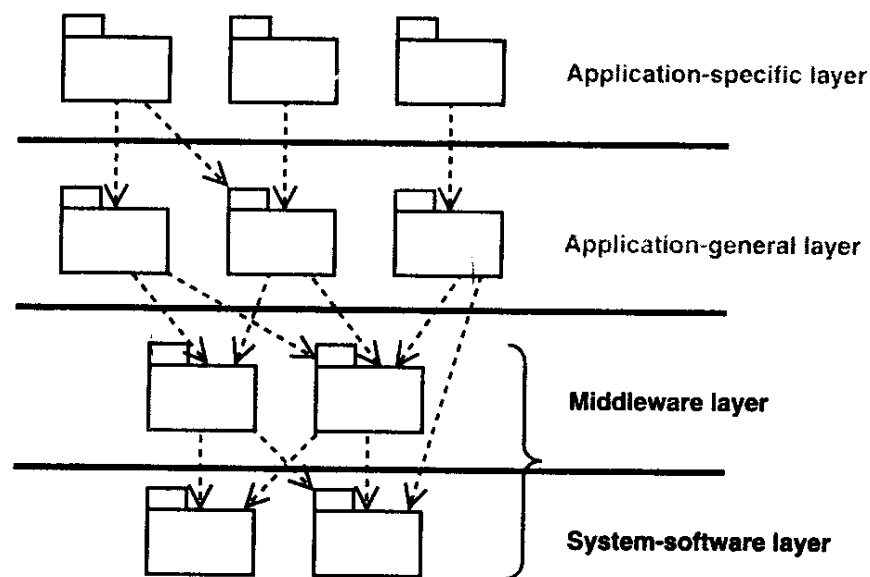 Application-specific layer
Application-general layer
Middleware layer
System-software layer